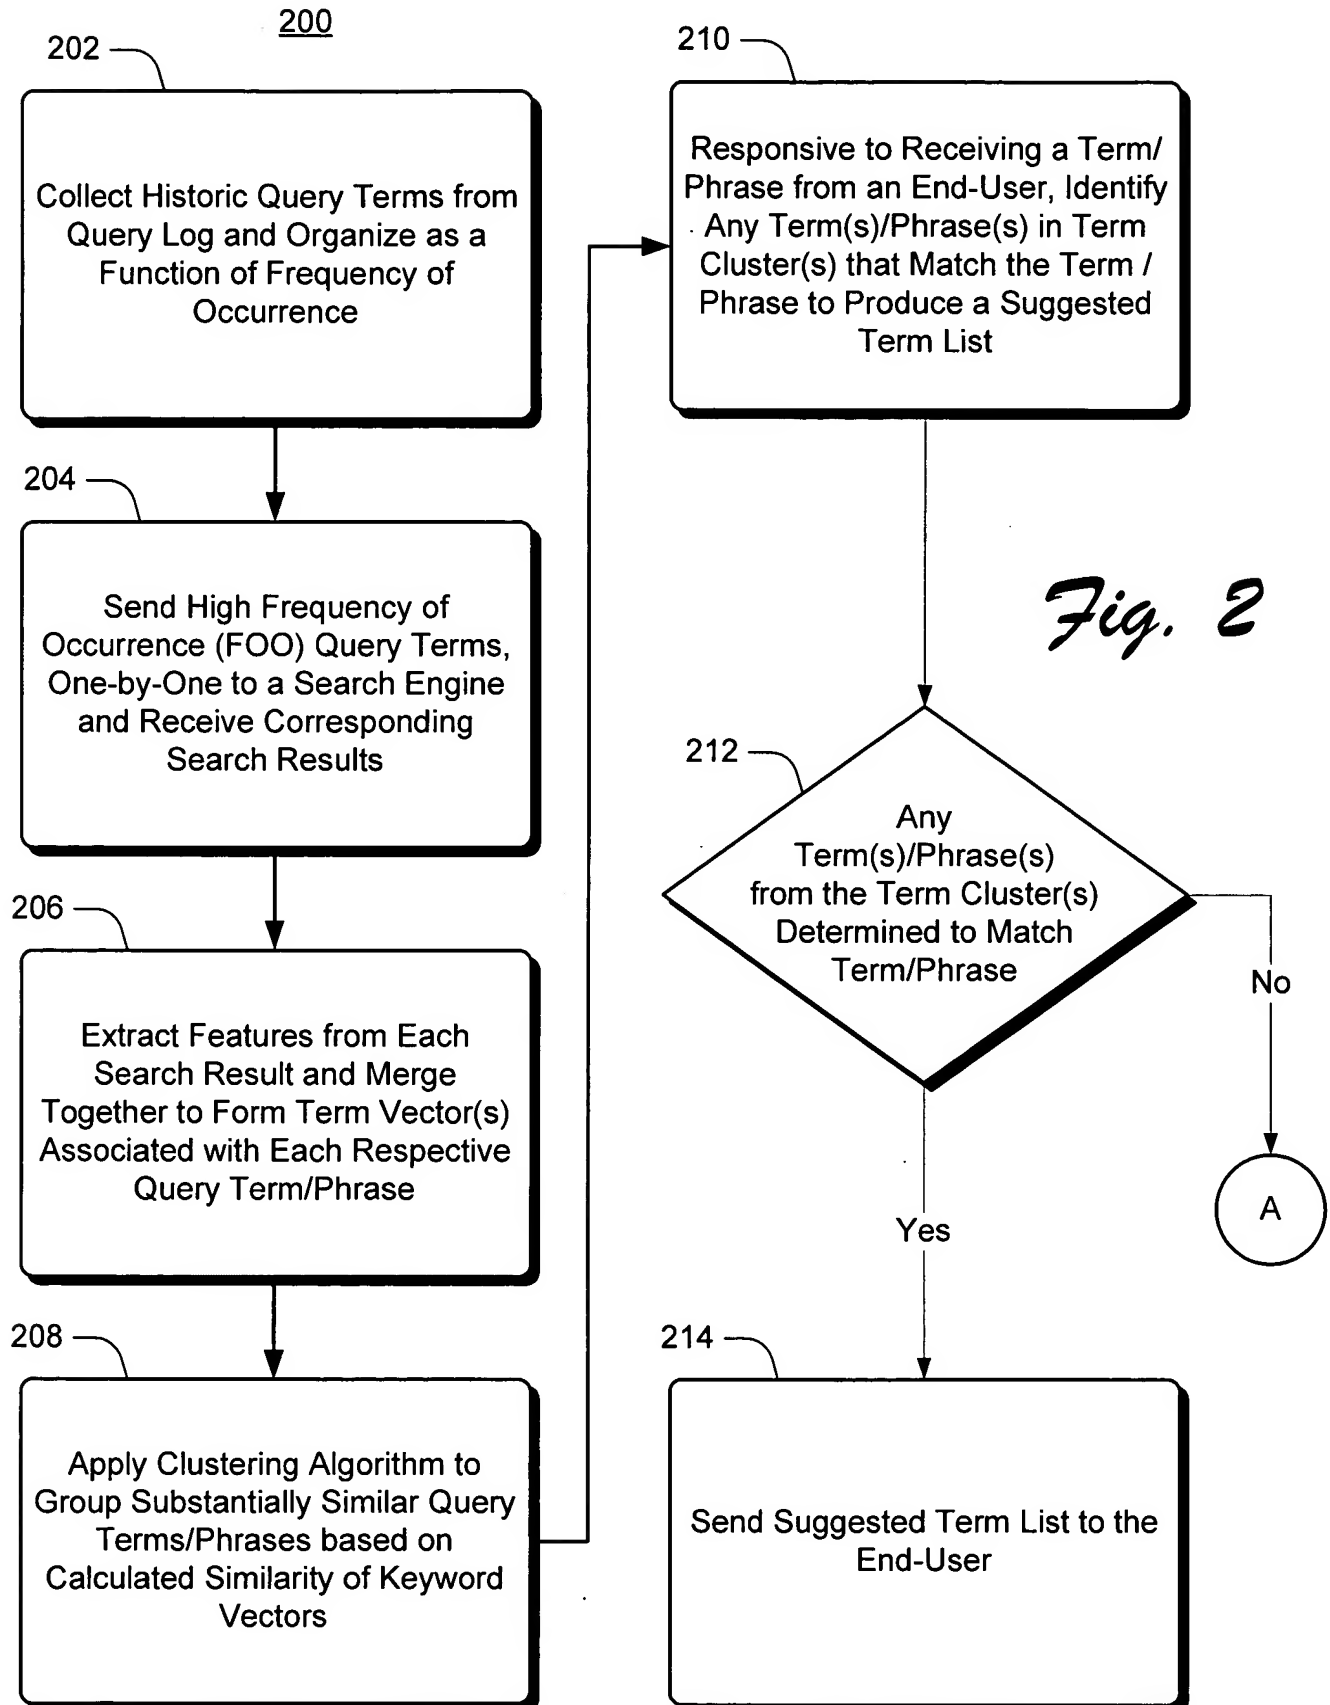 200
202
Collect Historic Query Terms from
Query Log and Organize as a
Function of Frequency of
Occurrence
204
Send High Frequency of
Occurrence (FOO) Query Terms,
One-by-One to a Search Engine
and Receive Corresponding
Search Results
206
Extract Features from Each
Search Result and Merge
Together to Form Term Vector(s)
Associated with Each Respective
Query Term/Phrase
208
Apply Clustering Algorithm to
Group Substantially Similar Query
Terms/Phrases based on
Calculated Similarity of Keyword
Vectors
210
Responsive to Receiving a Term/
Phrase from an End-User, Identify
Any Term(s)/Phrase(s) in Term
Cluster(s) that Match the Term /
Phrase to Produce a Suggested
Term List
Fig. 2
212
Any
Term(s)/Phrase(s)
from the Term Cluster(s)
Determined to Match
Term/Phrase
No
A
Yes
214
Send Suggested Term List to the
End-User